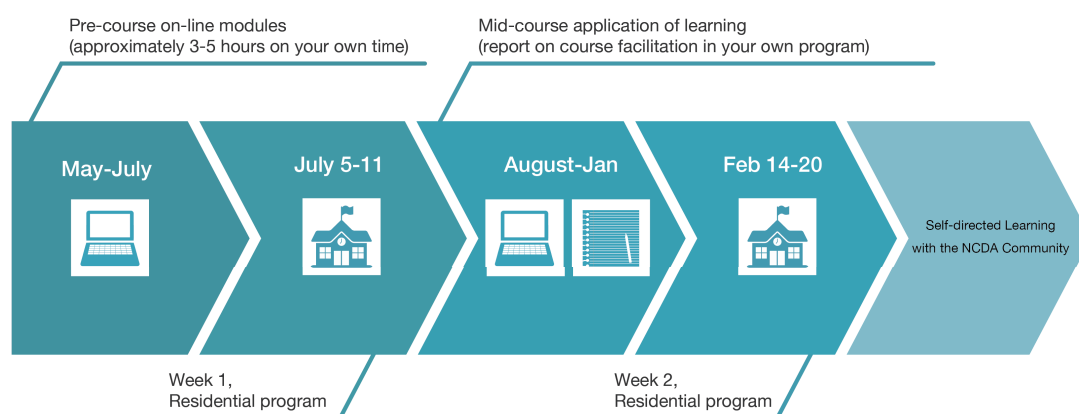 Pre-course on-line modules
(approximately 3-5 hours on your own time)
Mid-course application of learning
(report on course facilitation in your own program)
May-July
July 5-11
August-Jan
Feb 14-20
Self-directed Learning
with the NCDA Community
Week 1,
Residential program
Week 2,
Residential program